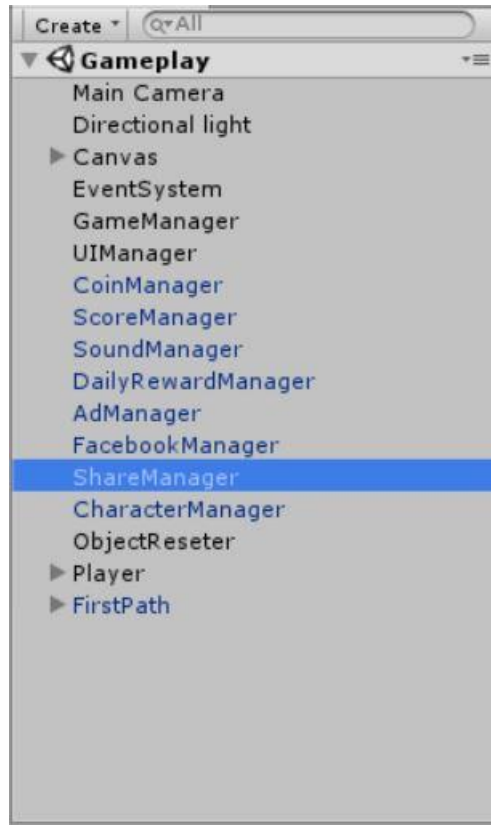 Create All
Gameplay
Main Camera
Directional light
Canvas
EventSystem
GameManager
UIManager
CoinManager
ScoreManager
SoundManager
DailyRewardManager
AdManager
FacebookManager
ShareManager
CharacterManager
ObjectReseter
Player
FirstPath